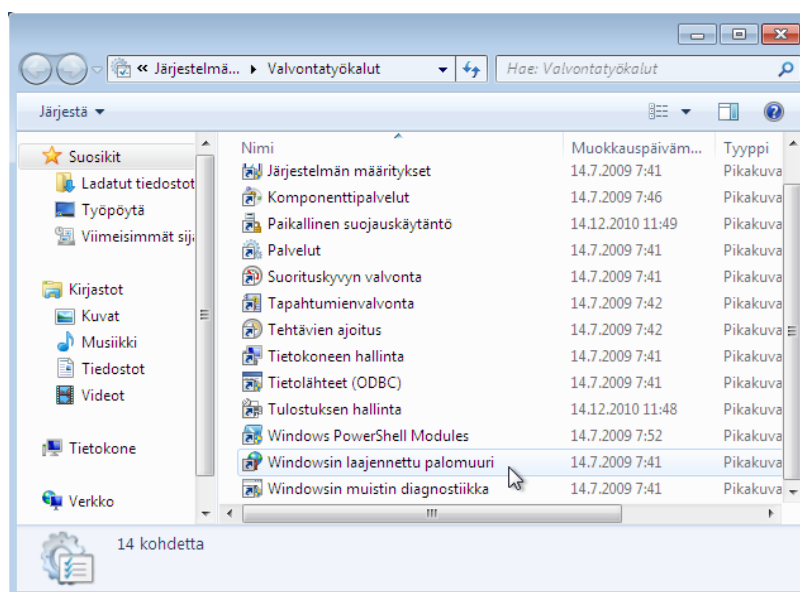 « Järjestelmä... ▸ Valvontatyökalut
Hae: Valvontatyökalut
Järjestä
Suosikit
Ladatut tiedostot
Työpöytä
Viimeisimmät sij
Kirjastot
Kuvat
Musiikki
Tiedostot
Videot
Tietokone
Verkko
Nimi Muokkauspäiväm... Tyyppi
Järjestelmän määritykset 14.7.2009 7:41 Pikakuva
Komponenttipalvelut 14.7.2009 7:46 Pikakuva
Paikallinen suojauskäytäntö 14.12.2010 11:49 Pikakuva
Palvelut 14.7.2009 7:41 Pikakuva
Suorituskyvyn valvonta 14.7.2009 7:41 Pikakuva
Tapahtumienvalvonta 14.7.2009 7:42 Pikakuva
Tehtävien ajoitus 14.7.2009 7:42 Pikakuva
Tietokoneen hallinta 14.7.2009 7:41 Pikakuva
Tietolähteet (ODBC) 14.7.2009 7:41 Pikakuva
Tulostuksen hallinta 14.12.2010 11:48 Pikakuva
Windows PowerShell Modules 14.7.2009 7:52 Pikakuva
Windowsin laajennettu palomuuri 14.7.2009 7:41 Pikakuva
Windowsin muistin diagnostiikka 14.7.2009 7:41 Pikakuva
14 kohdetta